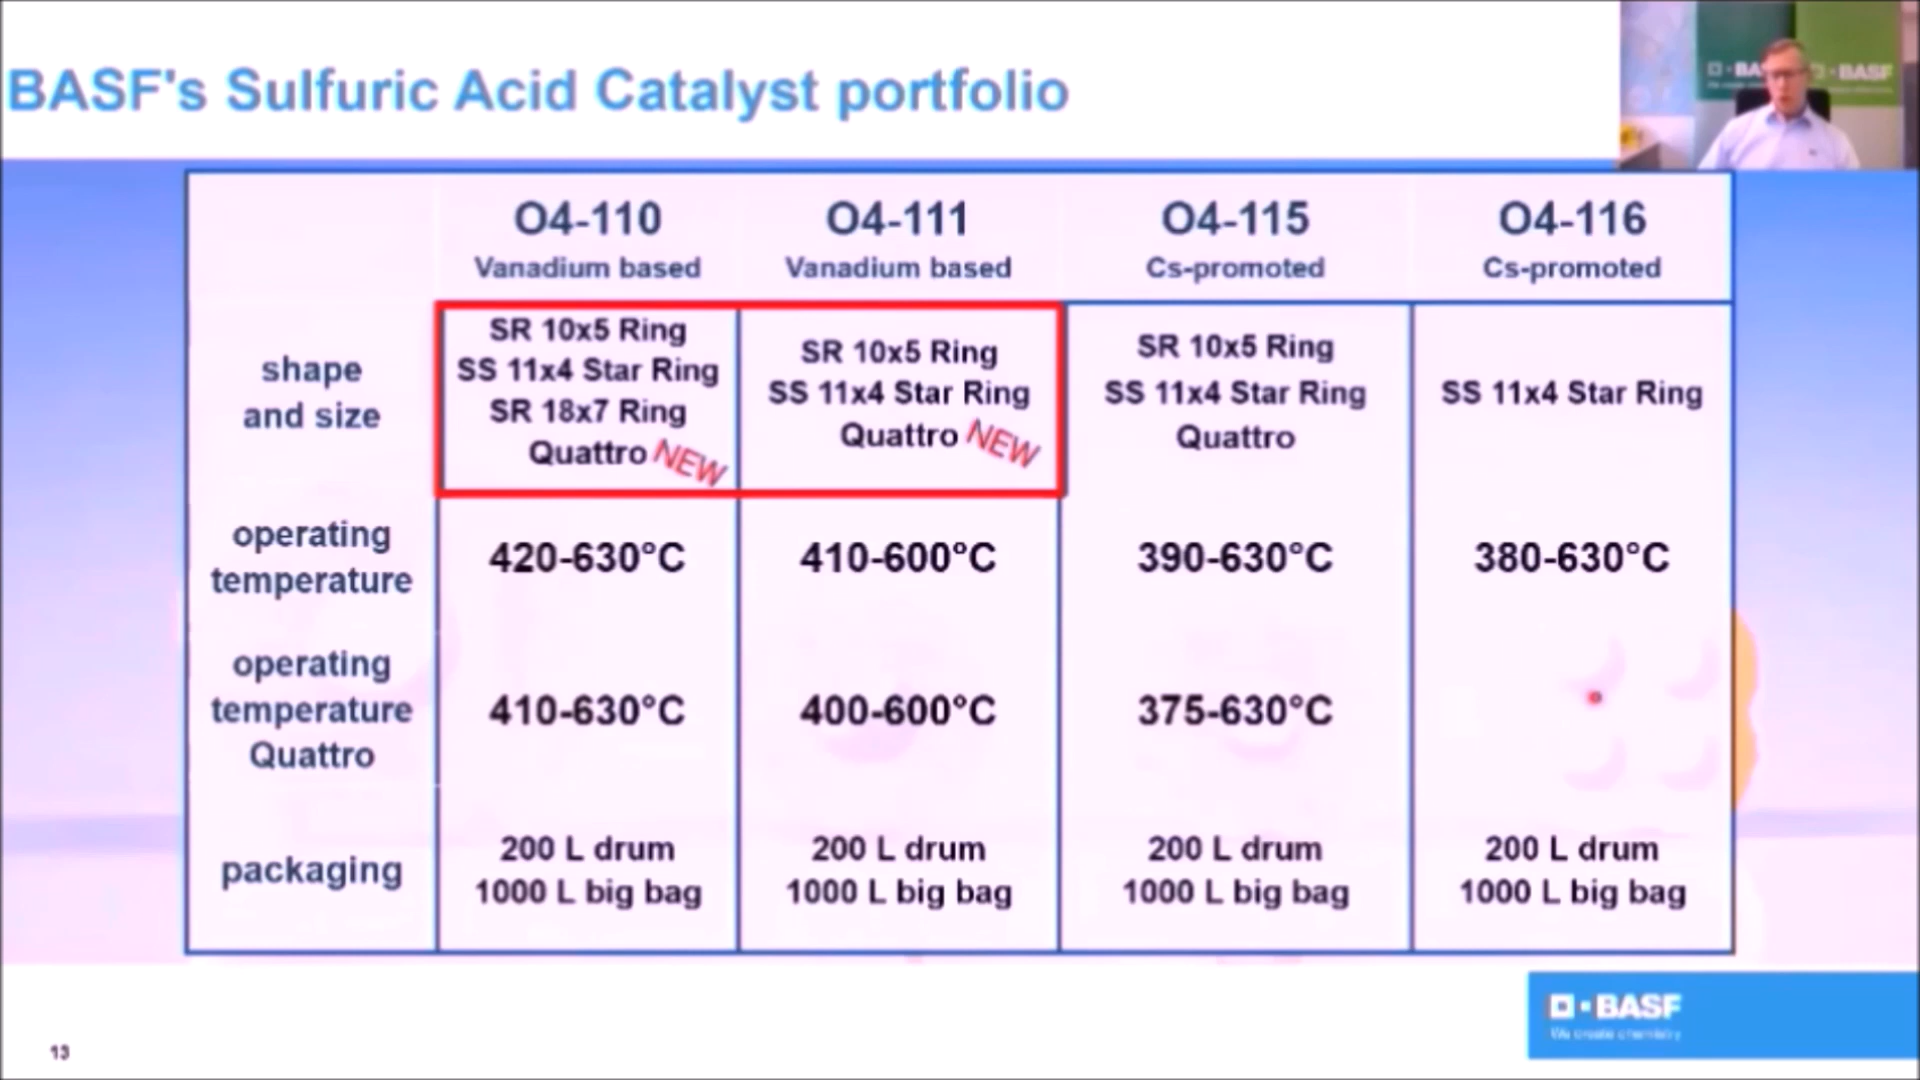 BASF's Sulfuric Acid Catalyst portfolio
O4-110
Vanadium based
O4-111
Vanadium based
O4-115
Cs-promoted
O4-116
Cs-promoted
shape
and size
SR 10x5 Ring
SS 11x4 Star Ring
SR 18x7 Ring
Quattro NEW
SR 10x5 Ring
SS 11x4 Star Ring
Quattro NEW
SR 10x5 Ring
SS 11x4 Star Ring
Quattro
SS 11x4 Star Ring
operating
temperature
420-630°C
410-600°C
390-630°C
380-630°C
operating
temperature
Quattro
410-630°C
400-600°C
375-630°C
packaging
200 L drum
1000 L big bag
200 L drum
1000 L big bag
200 L drum
1000 L big bag
200 L drum
1000 L big bag
BASF
We create chemistry
13
BASF